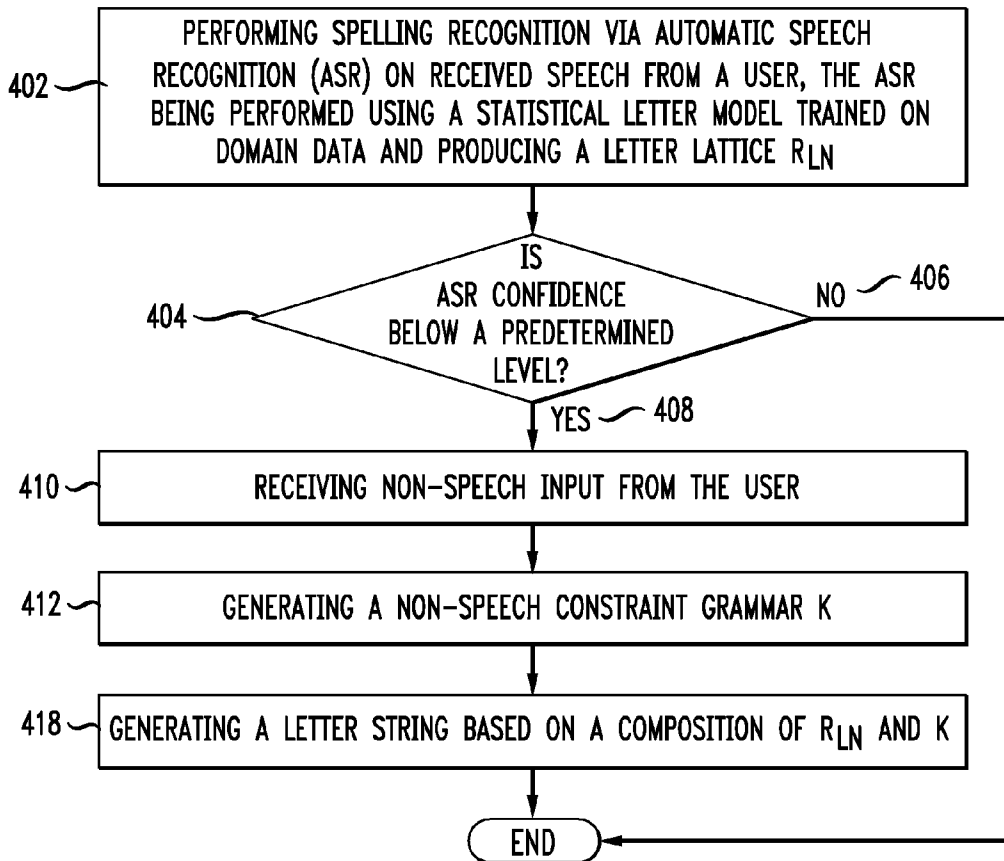 PERFORMING SPELLING RECOGNITION VIA AUTOMATIC SPEECH
402 RECOGNITION (ASR) ON RECEIVED SPEECH FROM A USER, THE ASR
BEING PERFORMED USING A STATISTICAL LETTER MODEL TRAINED ON
DOMAIN DATA AND PRODUCING A LETTER LATTICE RLN
IS
ASR CONFIDENCE
BELOW A PREDETERMINED
LEVEL?
404
NO 406
YES 408
410 RECEIVING NON-SPEECH INPUT FROM THE USER
412 GENERATING A NON-SPEECH CONSTRAINT GRAMMAR K
418 GENERATING A LETTER STRING BASED ON A COMPOSITION OF RLN AND K
END